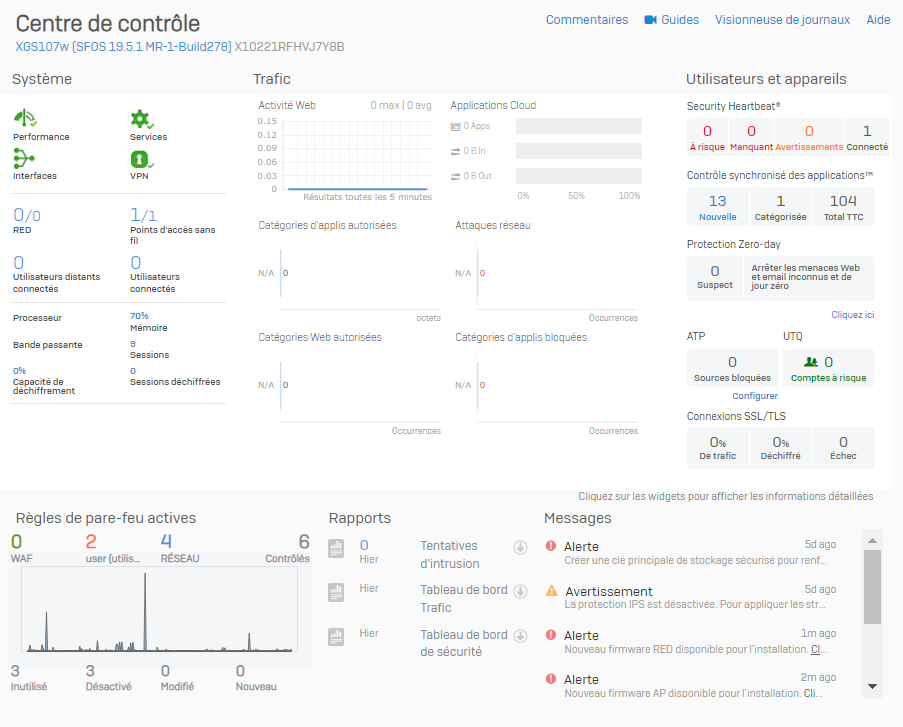 Centre de contrôle
Commentaires Guides Visionneuse de journaux Aide
XGS107w (SFOS 19.5.1 MR-1-Build278) X10221RFHVJ7Y8B
Système
Performance
Services
Interfaces
VPN
0/0
RED
1/1
Points d'accès sans
fil
0
Utilisateurs distants
connectés
0
Utilisateurs
connectés
Processeur
70%
Mémoire
Bande passante
9
Sessions
0%
Capacité de
déchiffrement
0
Sessions déchiffrées
Trafic
Activité Web 0 max | 0 avg
0.15
0.12
0.09
0.06
0.03
0
Résultats toutes les 5 minutes
Applications Cloud
0 Apps
0 B In
0 B Out
0% 50% 100%
Catégories d'applis autorisées
N/A 0
octets
Attaques réseau
N/A 0
Occurrences
Catégories Web autorisées
N/A 0
Occurrences
Catégories d'applis bloquées
N/A 0
Occurrences
Utilisateurs et appareils
Security Heartbeat®
0 0 0 1
À risque Manquant Avertissements Connecté
Contrôle synchronisé des applications™
13 1 104
Nouvelle Catégorisée Total TTC
Protection Zero-day
0
Suspect
Arrêter les menaces Web
et email inconnus et de
jour zéro
Cliquez ici
ATP UTQ
0 0
Sources bloquées Comptes à risque
Configurer
Connexions SSL/TLS
0% 0% 0
De trafic Déchiffré Échec
Cliquez sur les widgets pour afficher les informations détaillées
Règles de pare-feu actives
0 2 4 6
WAF user (utilis... RÉSEAU Contrôlés
3 3 0 0
Inutilisé Désactivé Modifié Nouveau
Rapports
0
Hier
Tentatives
d'intrusion
Hier
Tableau de bord
Trafic
Hier
Tableau de bord
de sécurité
Messages
Alerte 5d ago
Créer une clé principale de stockage sécurisé pour renf...
Avertissement 5d ago
La protection IPS est désactivée. Pour appliquer les str...
Alerte 1m ago
Nouveau firmware RED disponible pour l'installation. Cl...
Alerte 2m ago
Nouveau firmware AP disponible pour l'installation. Cli...